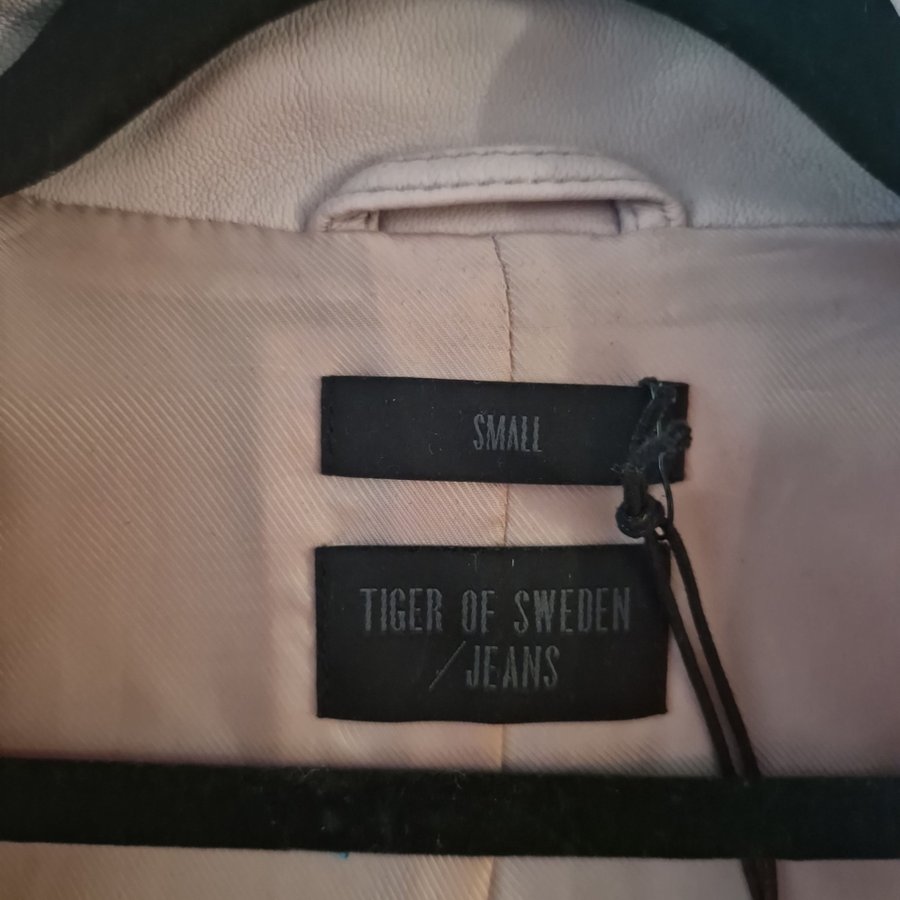 SMALL
TIGER OF SWEDEN
/JEANS